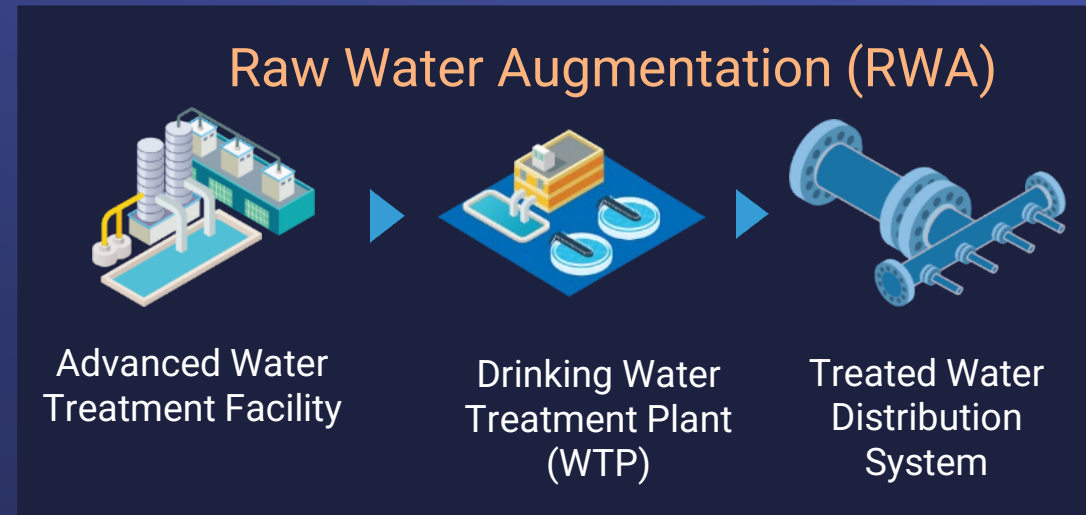 Raw Water Augmentation (RWA)
Advanced Water
Treatment Facility
Drinking Water
Treatment Plant
(WTP)
Treated Water
Distribution
System